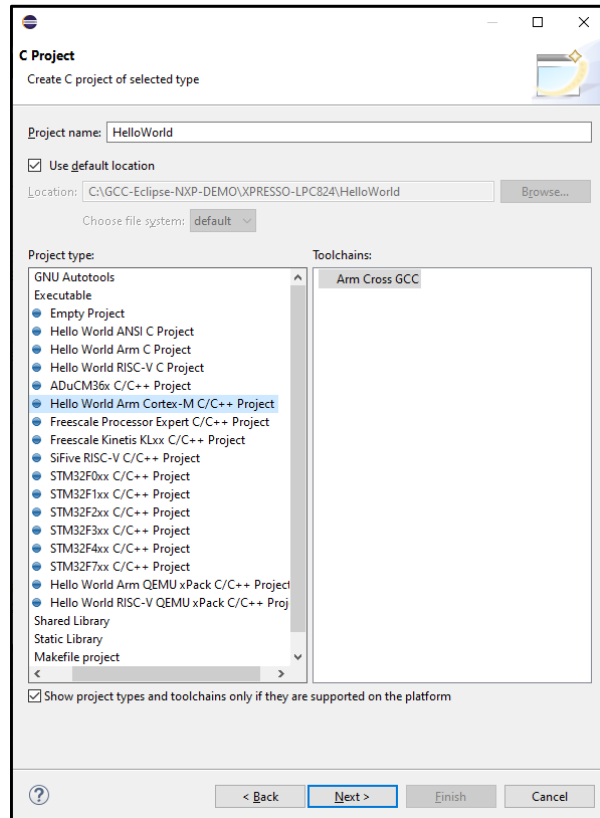 C Project
Create C project of selected type
Project name: HelloWorld
Use default location
Location: C:\GCC-Eclipse-NXP-DEMO\XPRESSO-LPC824\HelloWorld Browse...
Choose file system: default
Project type: Toolchains:
GNU Autotools Arm Cross GCC
Executable
Empty Project
Hello World ANSI C Project
Hello World Arm C Project
Hello World RISC-V C Project
ADuCM36x C/C++ Project
Hello World Arm Cortex-M C/C++ Project
Freescale Processor Expert C/C++ Project
Freescale Kinetis KLxx C/C++ Project
SiFive RISC-V C/C++ Project
STM32F0xx C/C++ Project
STM32F1xx C/C++ Project
STM32F2xx C/C++ Project
STM32F3xx C/C++ Project
STM32F4xx C/C++ Project
STM32F7xx C/C++ Project
Hello World Arm QEMU xPack C/C++ Project
Hello World RISC-V QEMU xPack C/C++ Proj
Shared Library
Static Library
Makefile project
Show project types and toolchains only if they are supported on the platform
? < Back Next > Finish Cancel